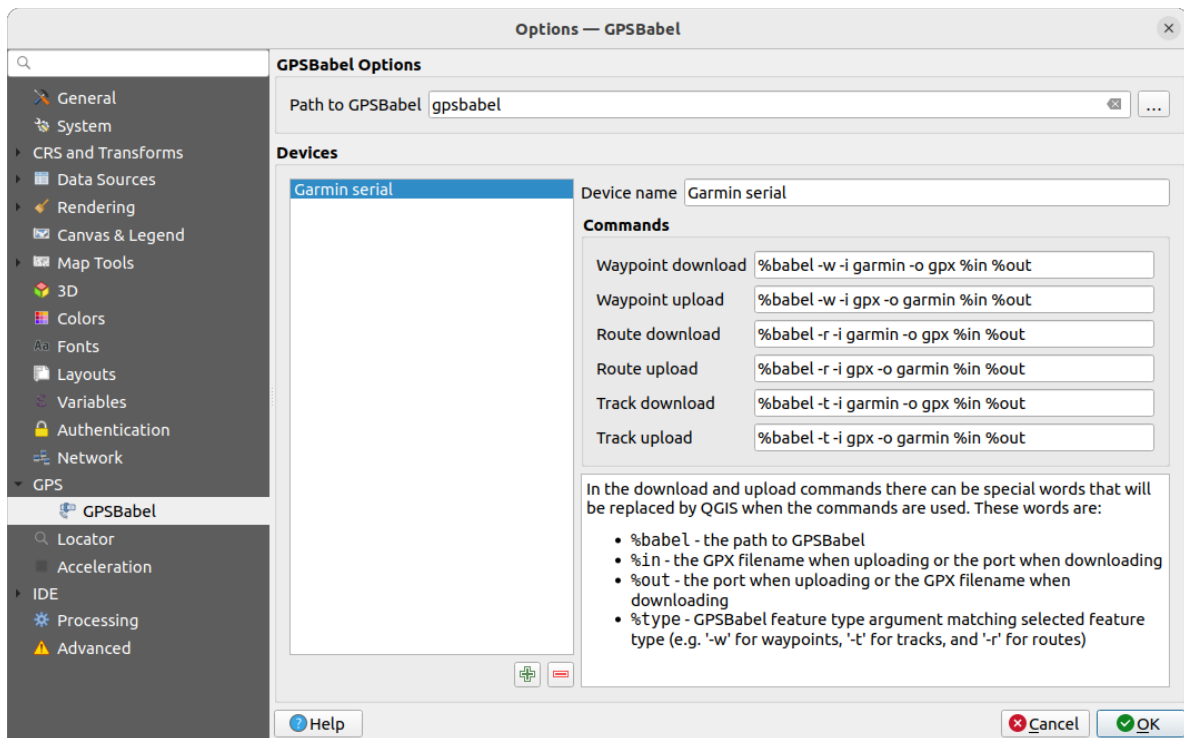 Options — GPSBabel
General
System
CRS and Transforms
Data Sources
Rendering
Canvas & Legend
Map Tools
3D
Colors
Fonts
Layouts
Variables
Authentication
Network
GPS
GPSBabel
Locator
Acceleration
IDE
Processing
Advanced
GPSBabel Options
Path to GPSBabel gpsbabel
...
Devices
Garmin serial
Device name Garmin serial
Commands
Waypoint download %babel -w -i garmin -o gpx %in %out
Waypoint upload %babel -w -i gpx -o garmin %in %out
Route download %babel -r -i garmin -o gpx %in %out
Route upload %babel -r -i gpx -o garmin %in %out
Track download %babel -t -i garmin -o gpx %in %out
Track upload %babel -t -i gpx -o garmin %in %out
In the download and upload commands there can be special words that will
be replaced by QGIS when the commands are used. These words are:
• %babel - the path to GPSBabel
• %in - the GPX filename when uploading or the port when downloading
• %out - the port when uploading or the GPX filename when
downloading
• %type - GPSBabel feature type argument matching selected feature
type (e.g. '-w' for waypoints, '-t' for tracks, and '-r' for routes)
Help
Cancel
OK